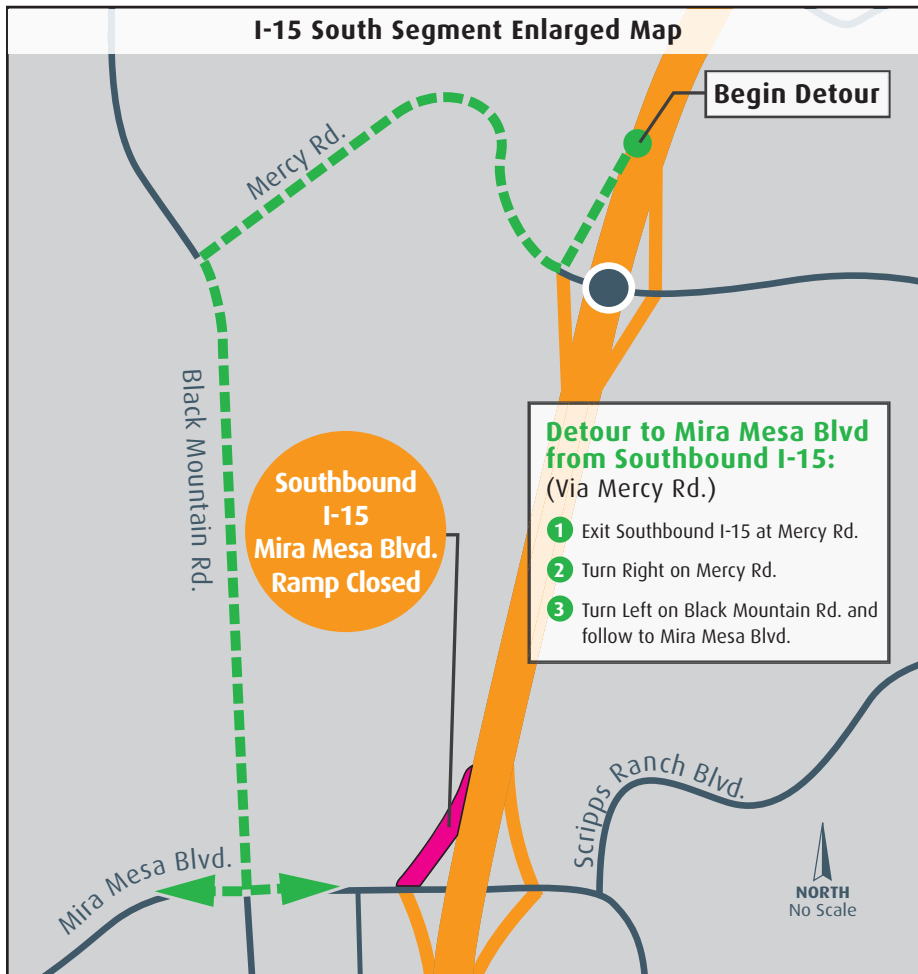 I-15 South Segment Enlarged Map
Begin Detour
Mercy Rd.
Black Mountain Rd.
Southbound
I-15
Mira Mesa Blvd.
Ramp Closed
Detour to Mira Mesa Blvd
from Southbound I-15:
(Via Mercy Rd.)
1 Exit Southbound I-15 at Mercy Rd.
2 Turn Right on Mercy Rd.
3 Turn Left on Black Mountain Rd. and
follow to Mira Mesa Blvd.
Scripps Ranch Blvd.
Mira Mesa Blvd.
NORTH
No Scale